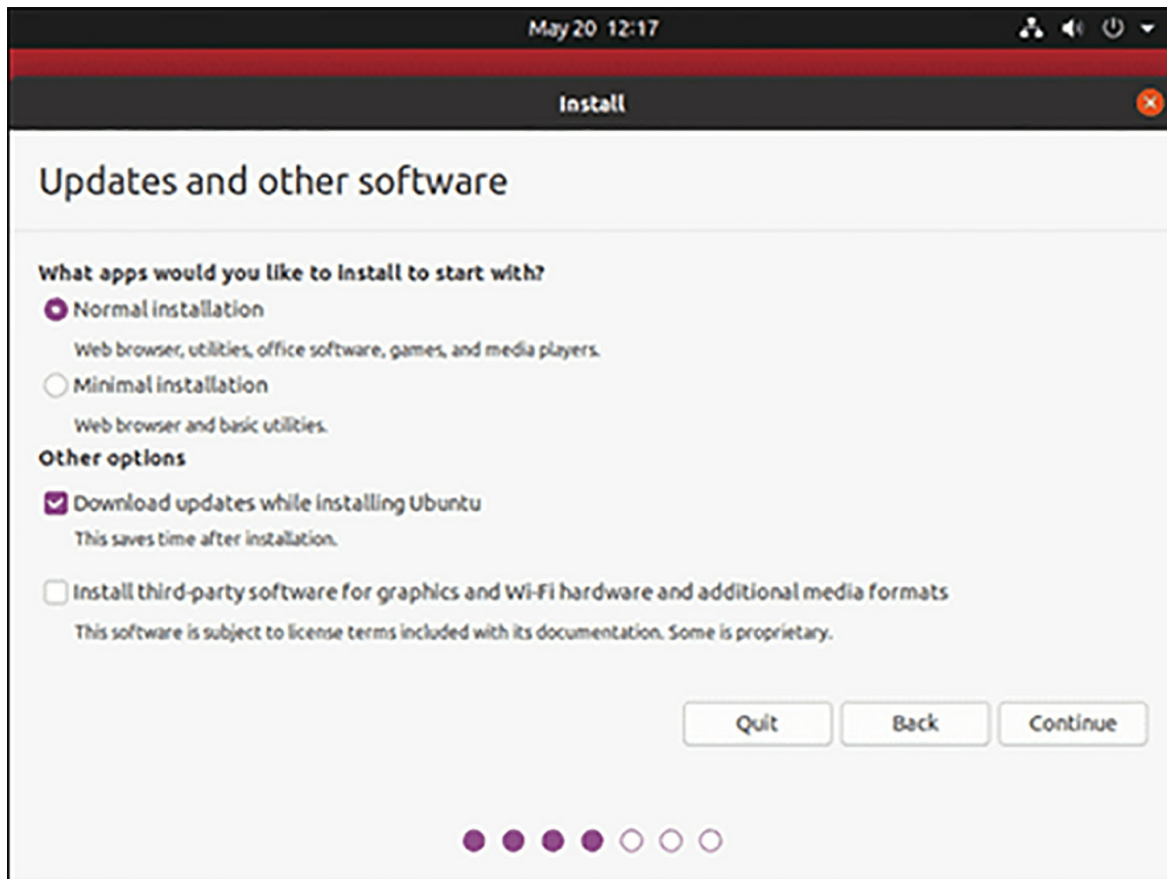 May 20 12:17
Install
Updates and other software
What apps would you like to install to start with?
Normal installation
Web browser, utilities, office software, games, and media players.
Minimal installation
Web browser and basic utilities.
Other options
Download updates while installing Ubuntu
This saves time after installation.
Install third-party software for graphics and Wi-Fi hardware and additional media formats
This software is subject to license terms included with its documentation. Some is proprietary.
Quit Back Continue